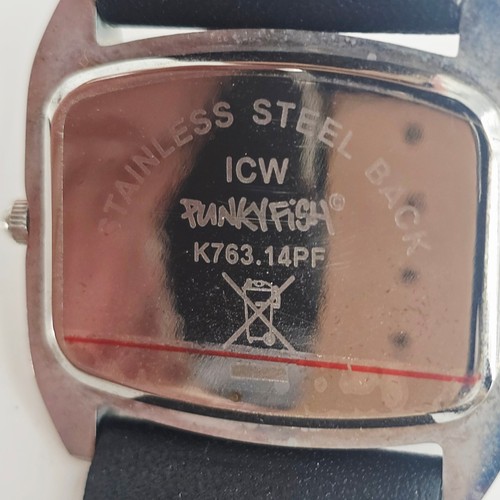 STAINLESS STEEL BACK
ICW
PUNKYFISH©
K763.14PF